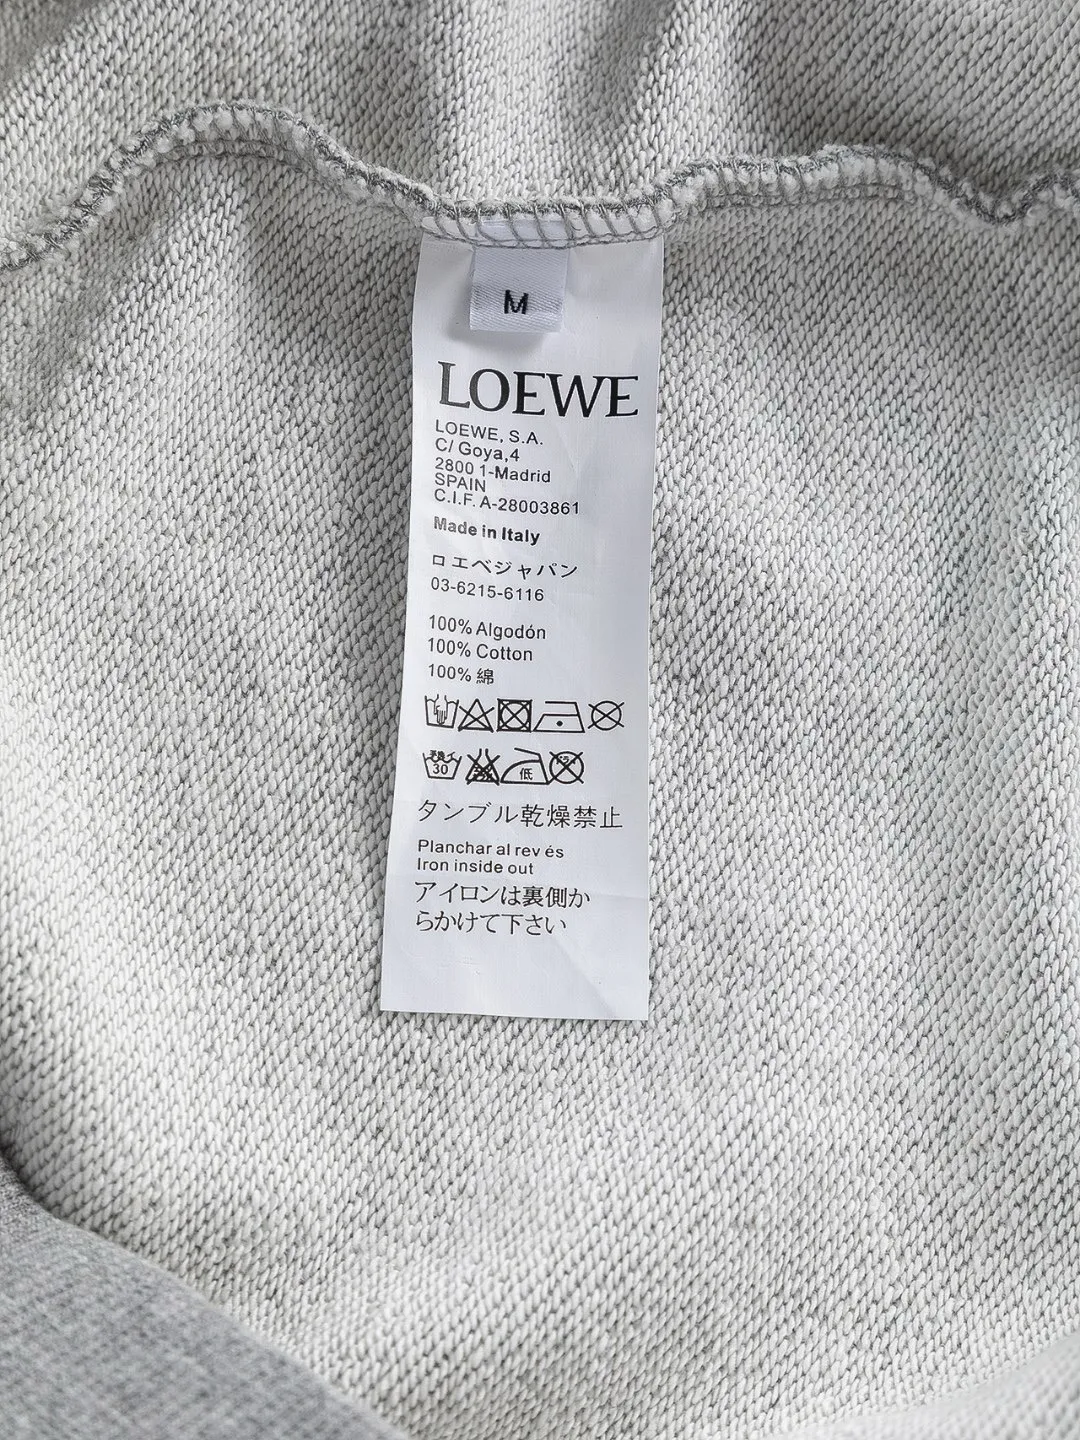 M
LOEWE
LOEWE, S.A.
C/ Goya,4
2800 1-Madrid
SPAIN
C.I.F. A-28003861
Made in Italy
ロエベジャパン
03-6215-6116
100% Algodón
100% Cotton
100% 綿
30
低
タンブル乾燥禁止
Planchar al rev és
Iron inside out
アイロンは裏側か
らかけて下さい